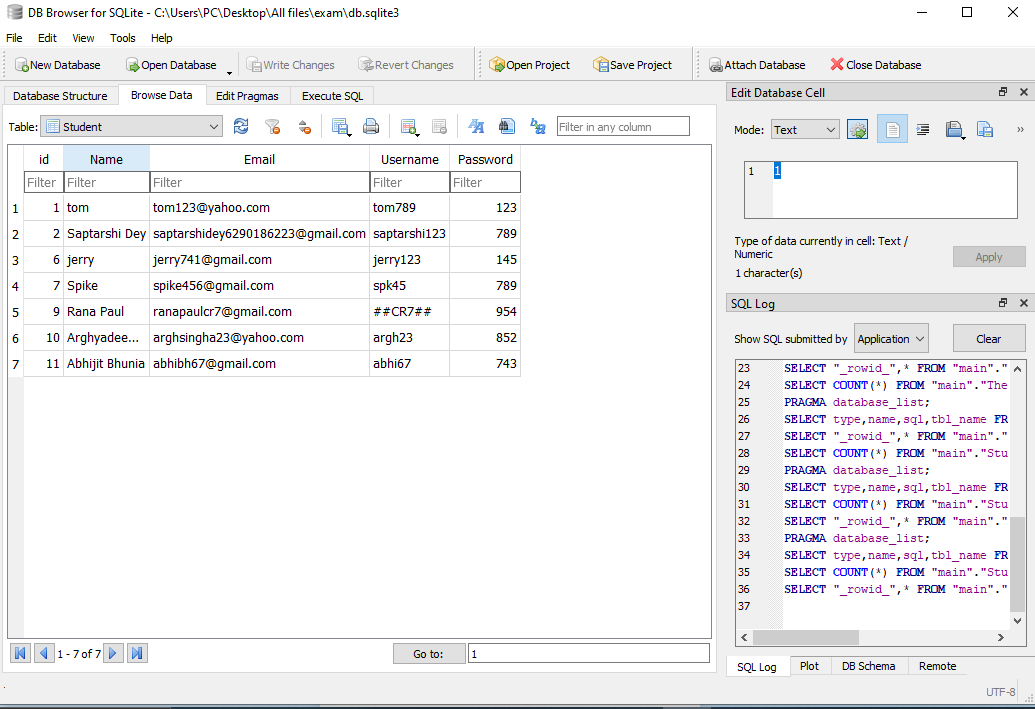 DB Browser for SQLite - C:\Users\PC\Desktop\All files\exam\db.sqlite3
File Edit View Tools Help
New Database Open Database Write Changes Revert Changes Open Project Save Project Attach Database Close Database
Database Structure Browse Data Edit Pragmas Execute SQL
Table: Student Filter in any column
id Name Email Username Password
Filter Filter Filter Filter Filter
1 1 tom tom123@yahoo.com tom789 123
2 2 Saptarshi Dey saptarshidey6290186223@gmail.com saptarshi123 789
3 6 jerry jerry741@gmail.com jerry123 145
4 7 Spike spike456@gmail.com spk45 789
5 9 Rana Paul ranapaulcr7@gmail.com ##CR7## 954
6 10 Arghyadee... arghsingha23@yahoo.com argh23 852
7 11 Abhijit Bhunia abhibh67@gmail.com abhi67 743
1 - 7 of 7 Go to: 1
Edit Database Cell
Mode: Text »
1 1
Type of data currently in cell: Text /
Numeric
1 character(s)
Apply
SQL Log
Show SQL submitted by Application Clear
23 SELECT "_rowid_",* FROM "main"."
24 SELECT COUNT(*) FROM "main"."The
25 PRAGMA database_list;
26 SELECT type,name,sql,tbl_name FR
27 SELECT "_rowid_",* FROM "main"."
28 SELECT COUNT(*) FROM "main"."Stu
29 PRAGMA database_list;
30 SELECT type,name,sql,tbl_name FR
31 SELECT COUNT(*) FROM "main"."Stu
32 SELECT "_rowid_",* FROM "main"."
33 PRAGMA database_list;
34 SELECT type,name,sql,tbl_name FR
35 SELECT COUNT(*) FROM "main"."Stu
36 SELECT "_rowid_",* FROM "main"."
37
SQL Log Plot DB Schema Remote
UTF-8